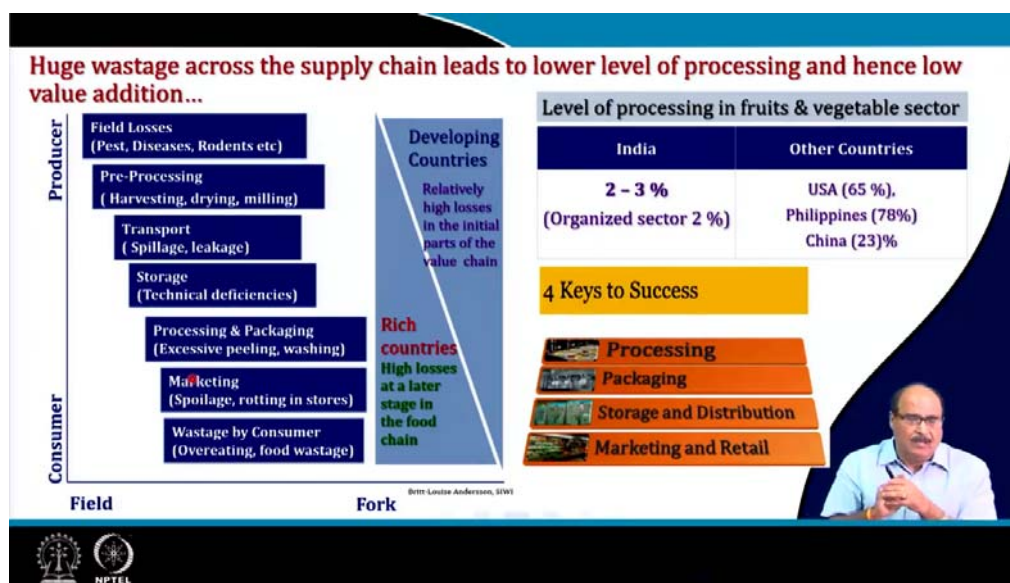 Huge wastage across the supply chain leads to lower level of processing and hence low
value addition...
Producer
Consumer
Field Losses
(Pest, Diseases, Rodents etc)
Pre-Processing
( Harvesting, drying, milling)
Transport
( Spillage, leakage)
Storage
(Technical deficiencies)
Processing & Packaging
(Excessive peeling, washing)
Marketing
(Spoilage, rotting in stores)
Wastage by Consumer
(Overeating, food wastage)
Field
Fork
Developing
Countries
Relatively
high losses
in the initial
parts of the
value chain
Rich
countries
High losses
at a later
stage in
the food
chain
Britt-Louise Andersson, SIWI
Level of processing in fruits & vegetable sector
India
Other Countries
2 – 3 %
(Organized sector 2 %)
USA (65 %),
Philippines (78%)
China (23)%
4 Keys to Success
Processing
Packaging
Storage and Distribution
Marketing and Retail
NPTEL